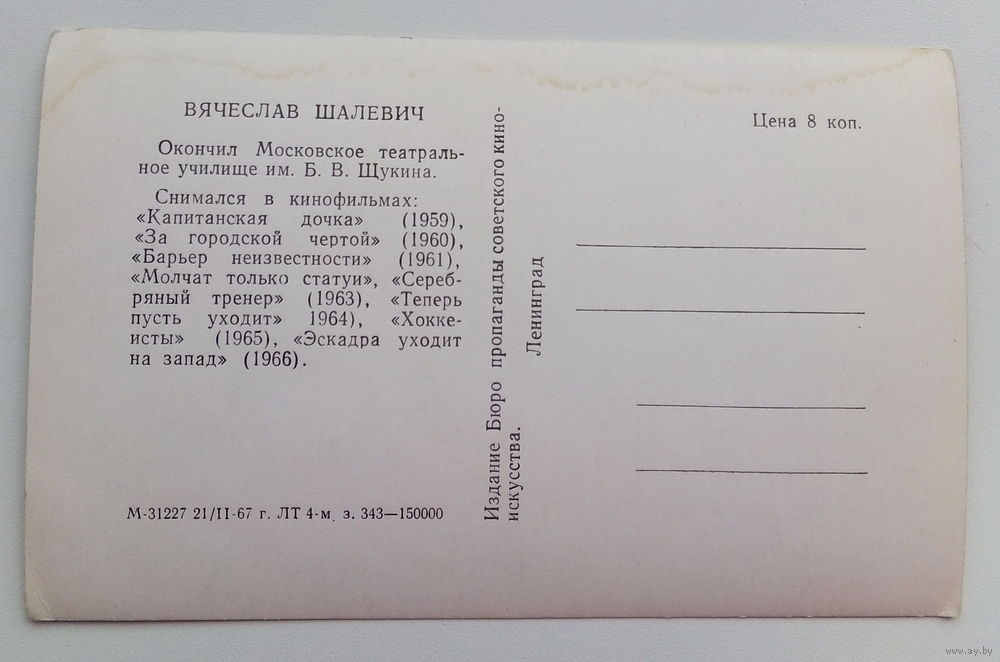 ВЯЧЕСЛАВ ШАЛЕВИЧ
Окончил Московское театраль-
ное училище им. Б. В. Щукина.
Снимался в кинофильмах:
«Капитанская дочка» (1959),
«За городской чертой» (1960),
«Барьер неизвестности» (1961),
«Молчат только статуи», «Сереб-
ряный тренер» (1963), «Теперь
пусть уходит» 1964), «Хокке-
исты» (1965), «Эскадра уходит
на запад» (1966).
М-31227 21/II-67 г. ЛТ 4-м. з. 343—150000
Издание Бюро пропаганды советского кино-
искусства.
Ленинград
Цена 8 коп.
www.ay.by